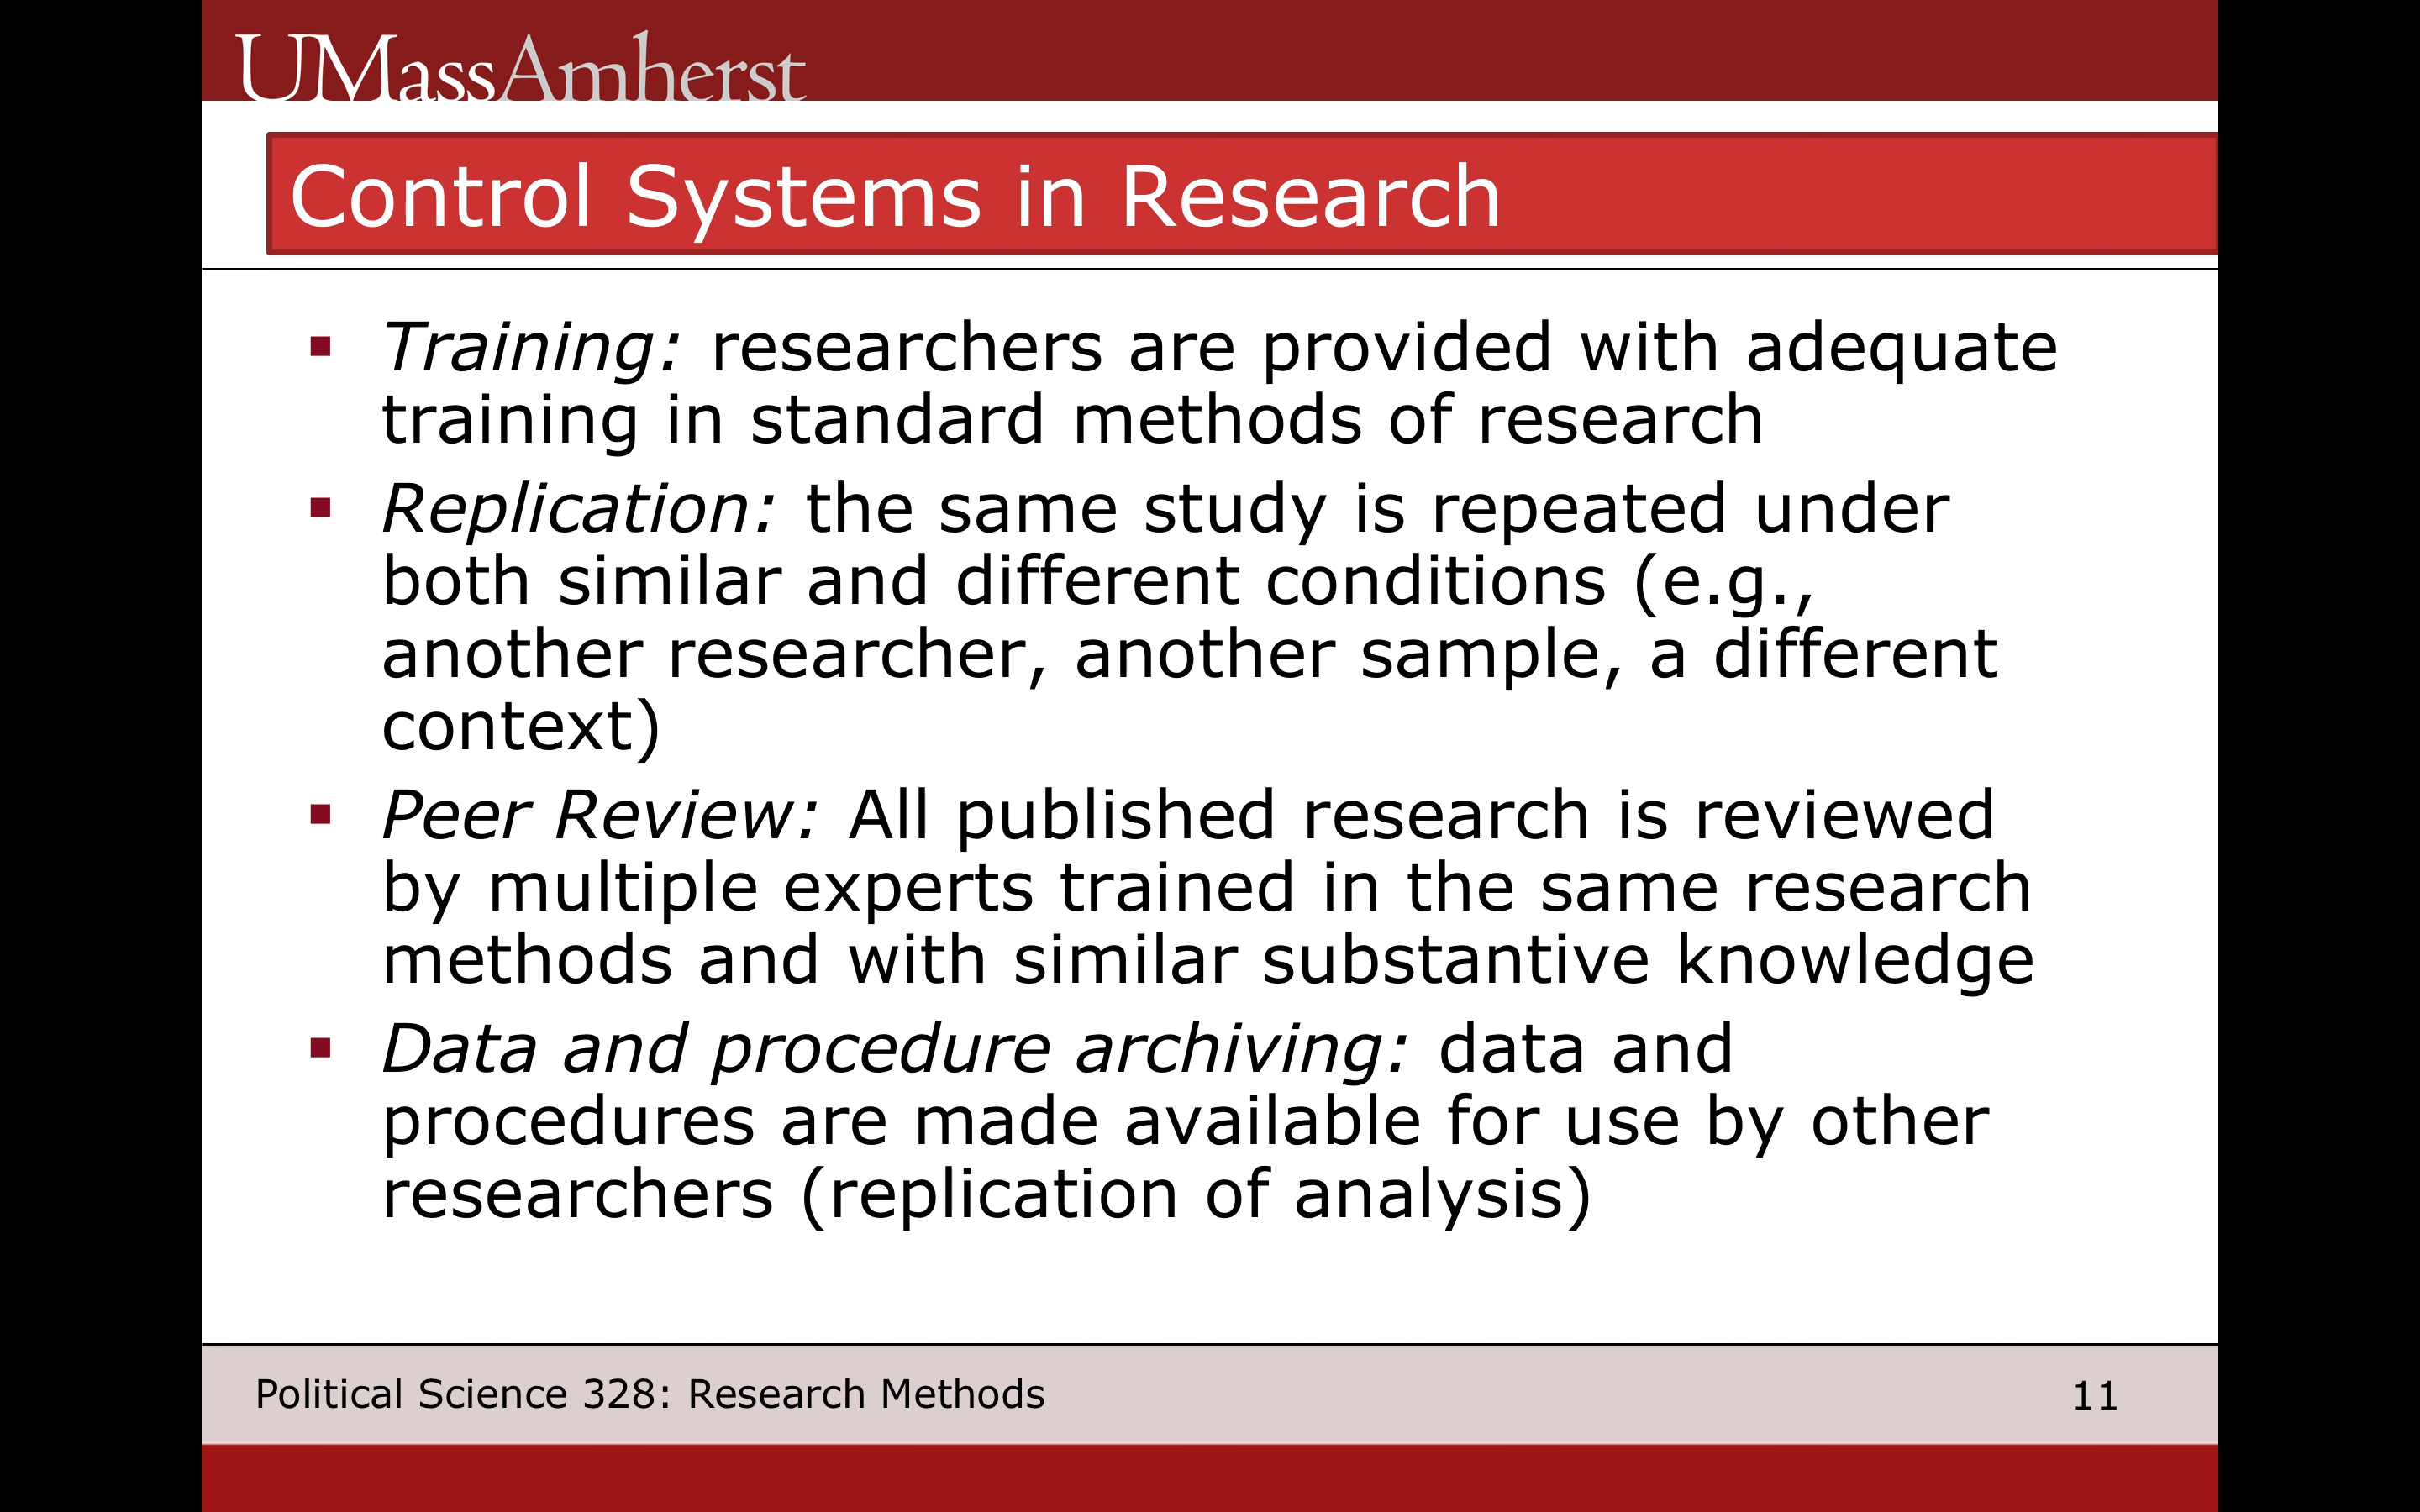 UMassAmherst
Control Systems in Research
▪ Training: researchers are provided with adequate
training in standard methods of research
▪ Replication: the same study is repeated under
both similar and different conditions (e.g.,
another researcher, another sample, a different
context)
▪ Peer Review: All published research is reviewed
by multiple experts trained in the same research
methods and with similar substantive knowledge
▪ Data and procedure archiving: data and
procedures are made available for use by other
researchers (replication of analysis)
Political Science 328: Research Methods
11